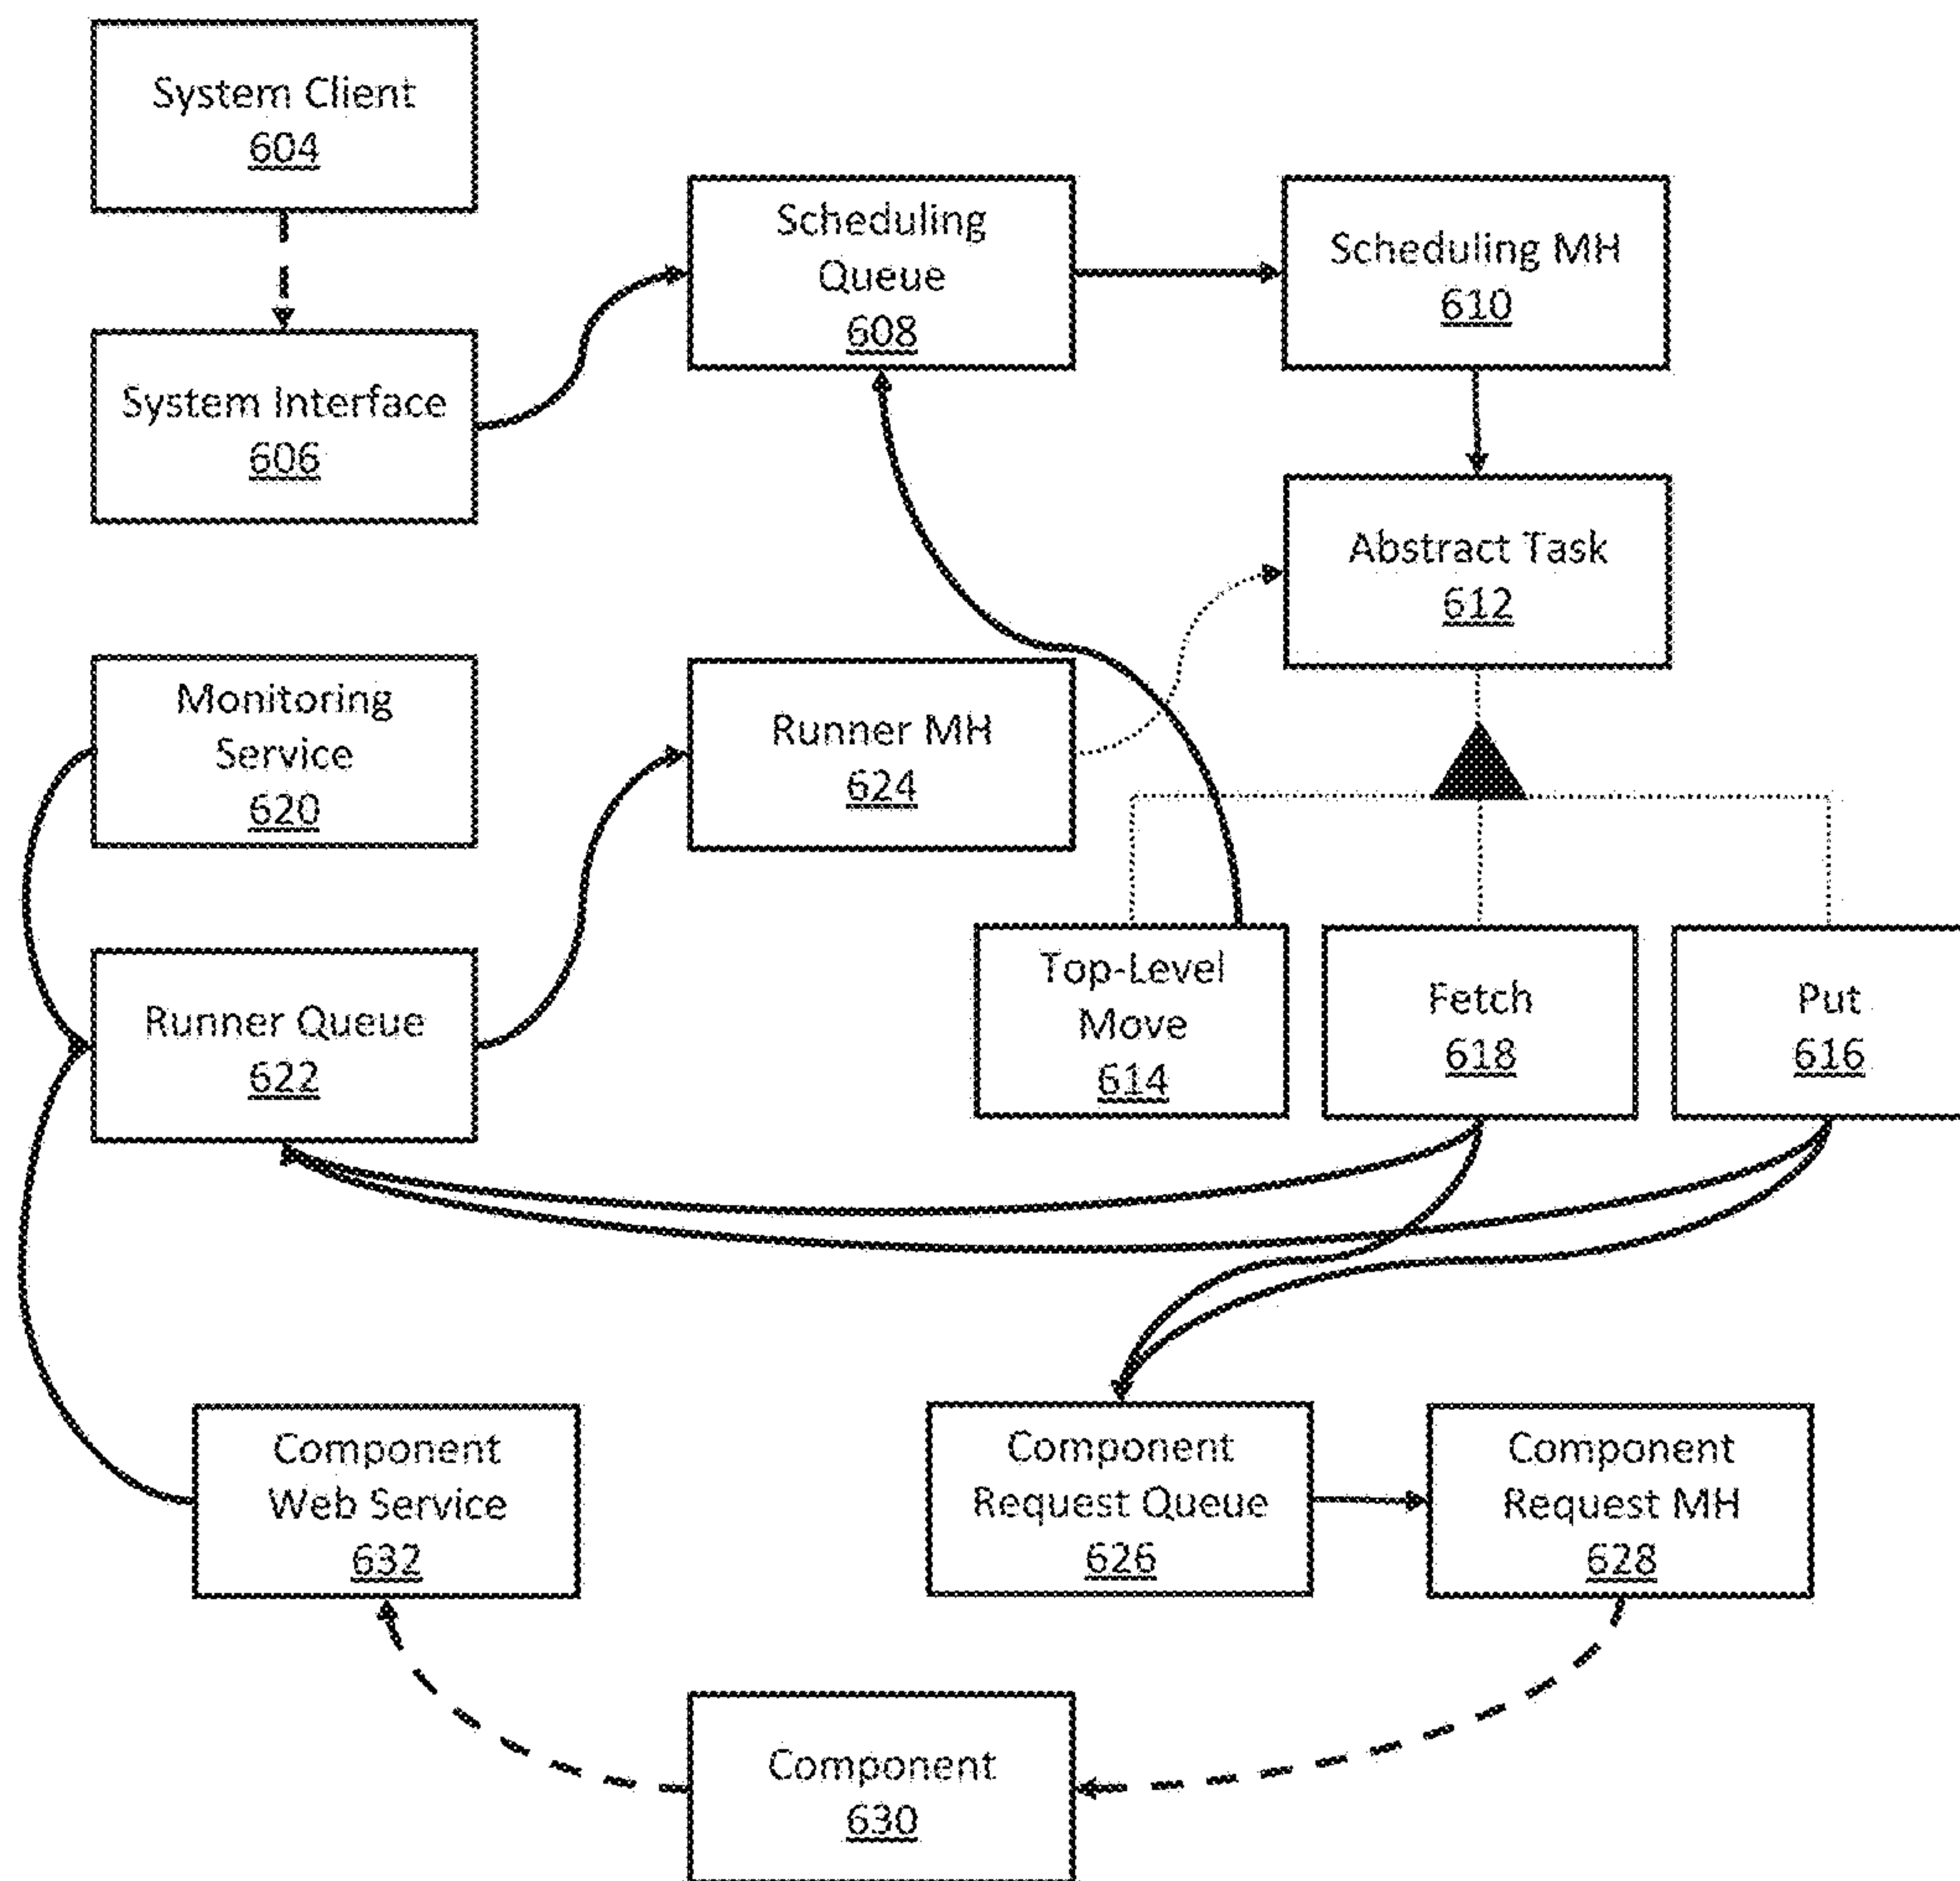 System Client
604
System Interface
606
Scheduling
Queue
608
Scheduling MH
610
Abstract Task
612
Monitoring
Service
620
Runner MH
624
Runner Queue
622
Top-Level
Move
614
Fetch
618
Put
616
Component
Web Service
632
Component
Request Queue
626
Component
Request MH
628
Component
630